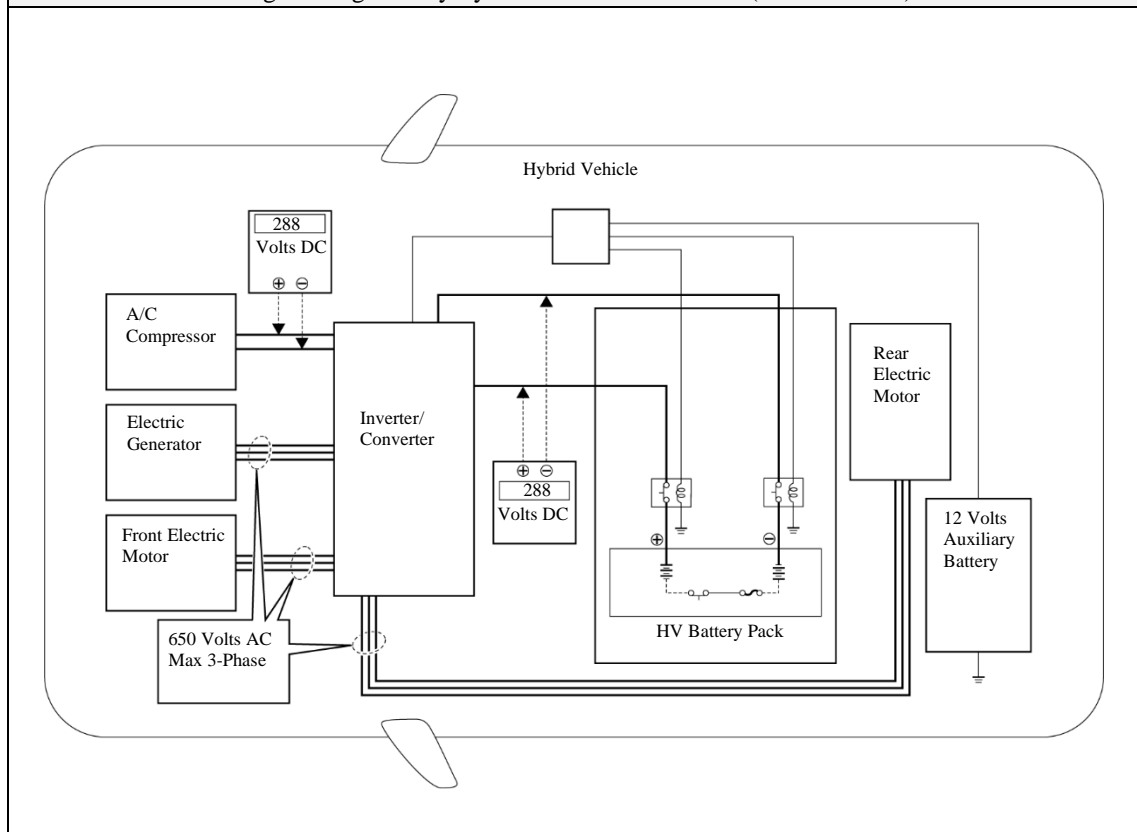 Hybrid Vehicle
288
Volts DC
A/C
Compressor
Electric
Generator
Front Electric
Motor
Inverter/
Converter
650 Volts AC
Max 3-Phase
288
Volts DC
HV Battery Pack
Rear
Electric
Motor
12 Volts
Auxiliary
Battery